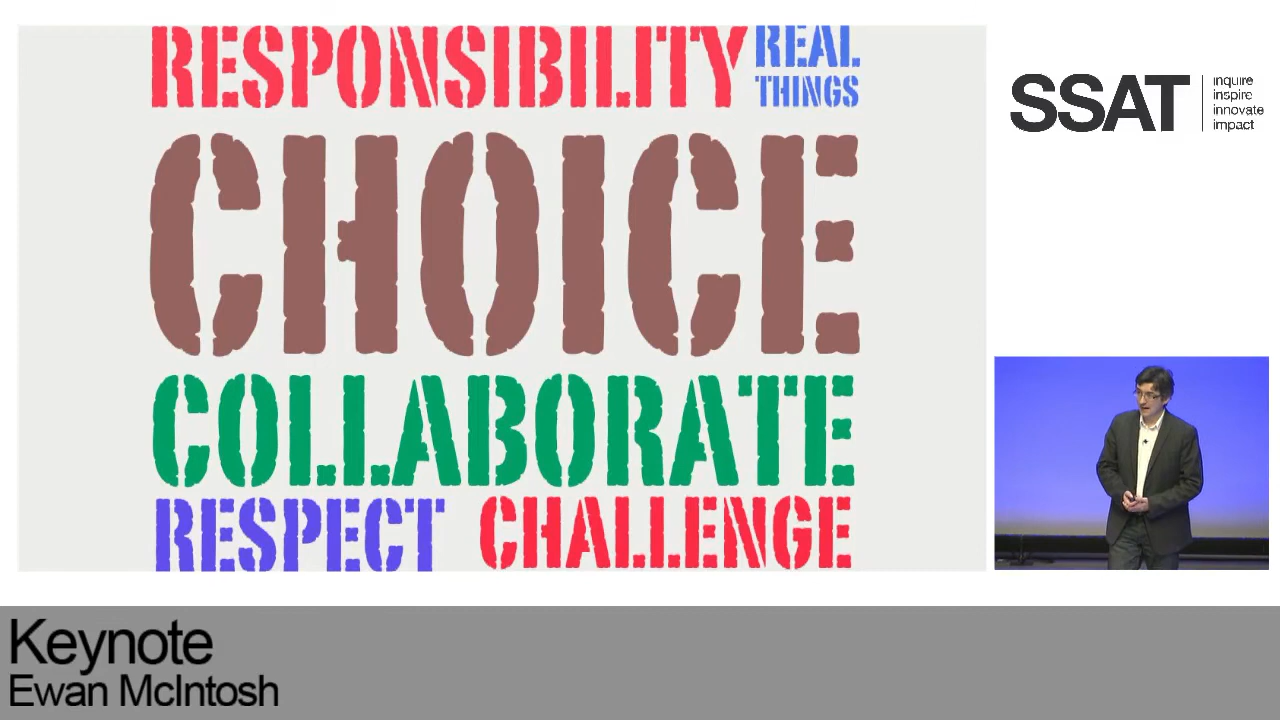 RESPONSIBILITY
REAL
THINGS
CHOICE
COLLABORATE
RESPECT CHALLENGE
SSAT
inquire
inspire
innovate
impact
Keynote
Ewan McIntosh